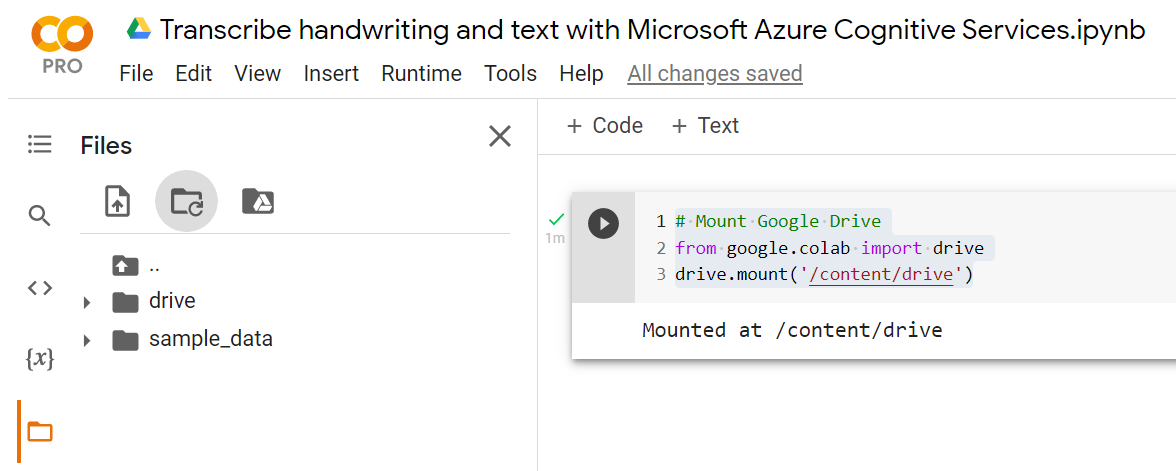 Transcribe handwriting and text with Microsoft Azure Cognitive Services.ipynb
PRO
File Edit View Insert Runtime Tools Help All changes saved
Files
+ Code + Text
..
drive
sample_data
{x}
1m
1 # Mount Google Drive
2 from google.colab import drive
3 drive.mount('/content/drive')
Mounted at /content/drive